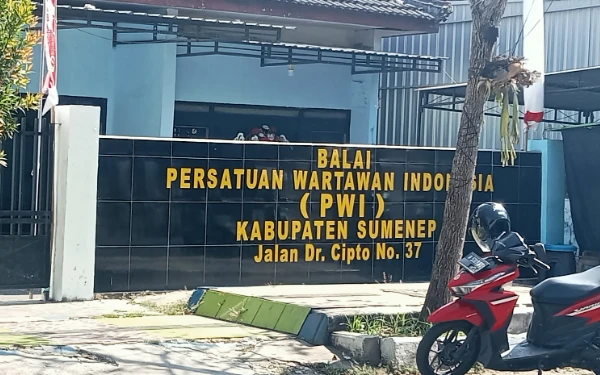 BALAI
PERSATUAN WARTAWAN INDONESIA
( PWI )
KABUPATEN SUMENEP
Jalan Dr. Cipto No. 37